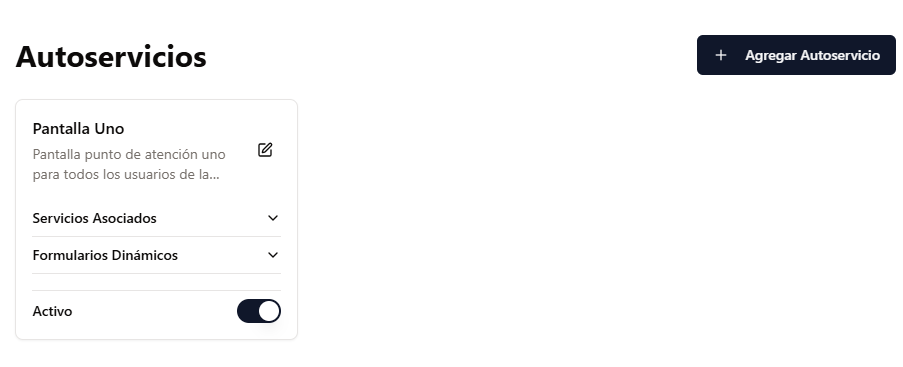 Autoservicios
Agregar Autoservicio
Pantalla Uno
Pantalla punto de atención uno
para todos los usuarios de la...
Servicios Asociados
Formularios Dinámicos
Activo